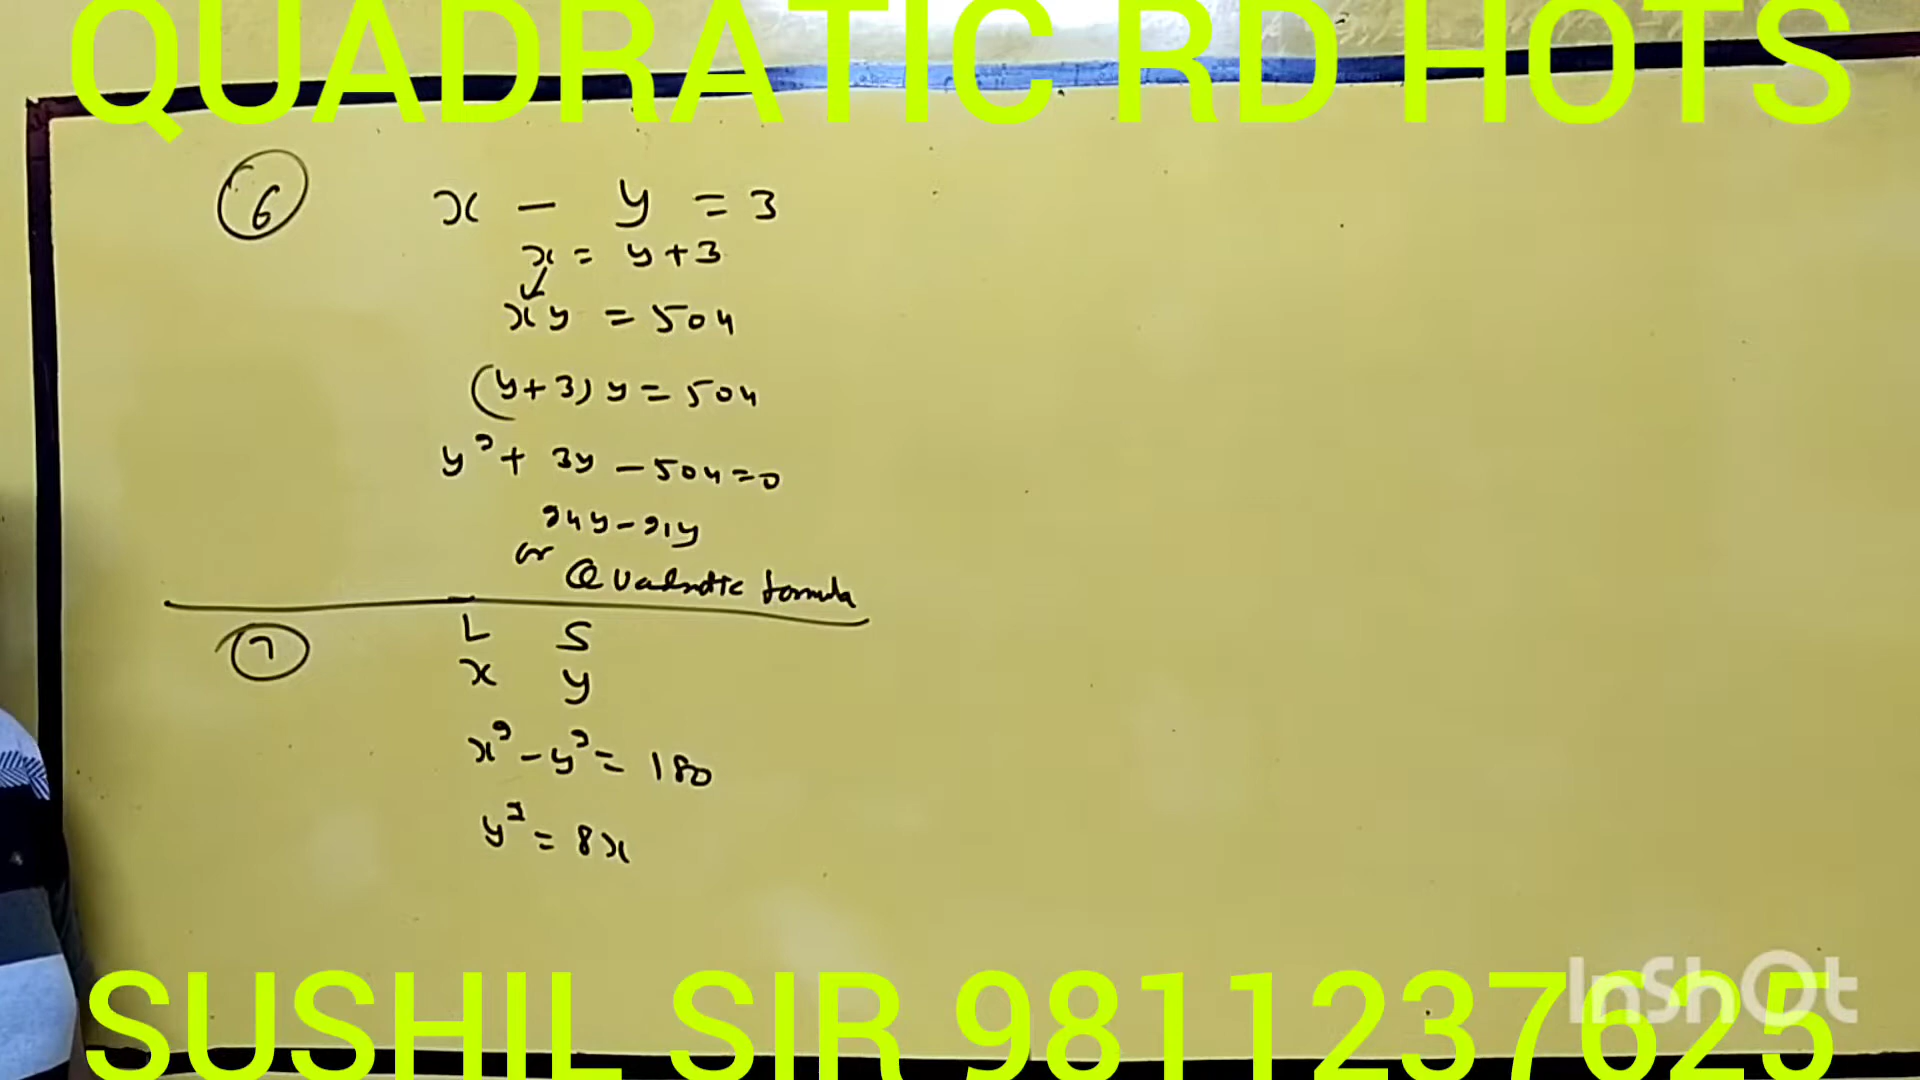 QUADRATIC RD HOTS
6
x - y = 3
x = y + 3
xy = 504
(y + 3) y = 504
y² + 3y - 504 = 0
24y - 21y
or Quadratic formula
7
L S
x y
x² - y² = 180
y² = 8x
InShOt
SUSHIL SIR 9811237625